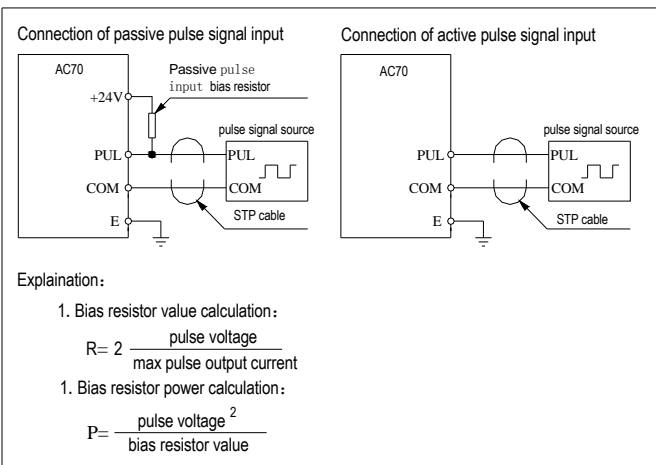 Connection of passive pulse signal input
AC70
+24V
Passive pulse
input bias resistor
pulse signal source
PUL
PUL
COM
COM
E
STP cable
Connection of active pulse signal input
AC70
pulse signal source
PUL
PUL
COM
COM
E
STP cable
Explaination：
1. Bias resistor value calculation：
R= 2 pulse voltage
max pulse output current
1. Bias resistor power calculation：
P= pulse voltage 2
bias resistor value